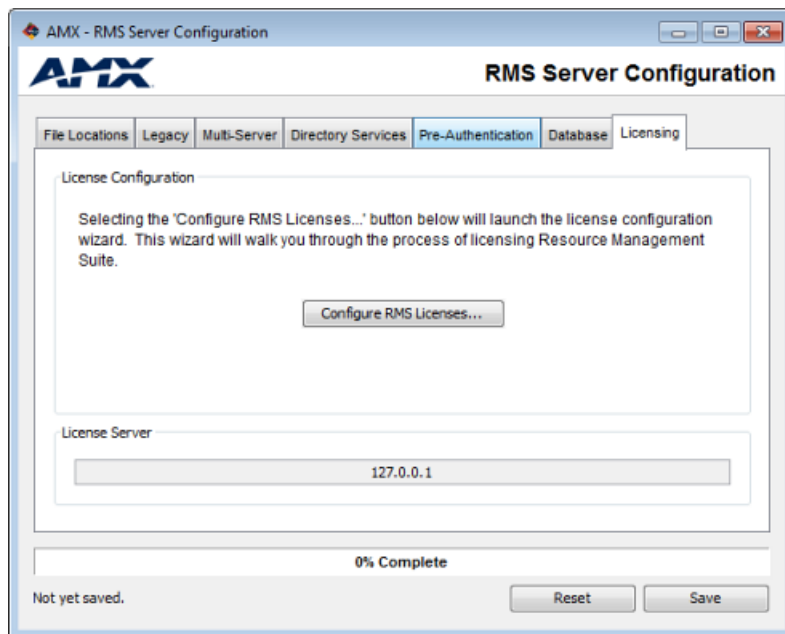 AMX - RMS Server Configuration
AMX
RMS Server Configuration
File Locations Legacy Multi-Server Directory Services Pre-Authentication Database Licensing
License Configuration
Selecting the 'Configure RMS Licenses...' button below will launch the license configuration
wizard. This wizard will walk you through the process of licensing Resource Management
Suite.
Configure RMS Licenses...
License Server
127.0.0.1
0% Complete
Not yet saved.
Reset
Save